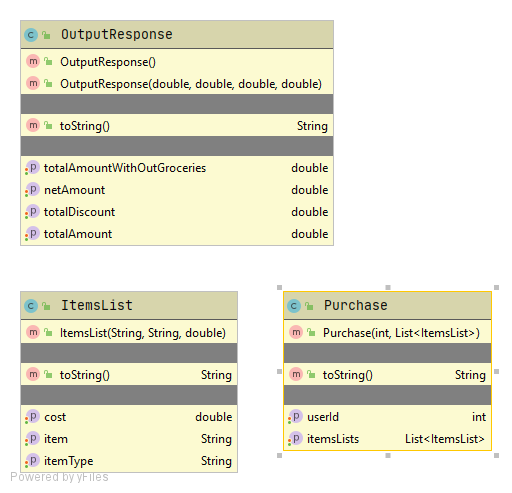 OutputResponse
OutputResponse()
OutputResponse(double, double, double, double)
toString() String
totalAmountWithOutGroceries double
netAmount double
totalDiscount double
totalAmount double
ItemsList
ItemsList(String, String, double)
toString() String
cost double
item String
itemType String
Purchase
Purchase(int, List<ItemsList>)
toString() String
userId int
itemsLists List<ItemsList>
Powered by yFiles